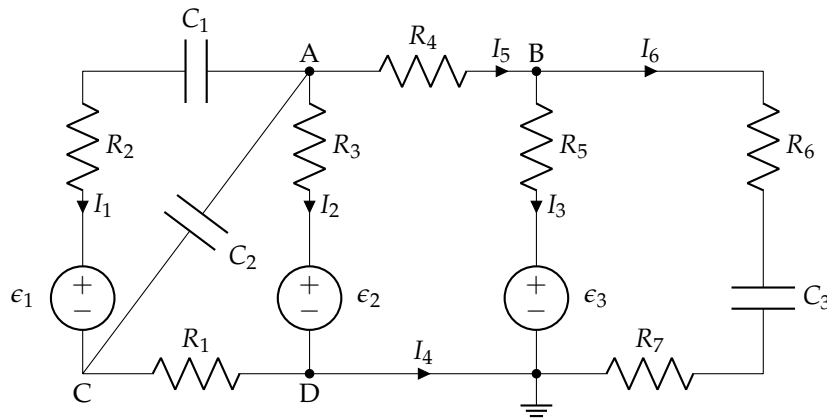 C₁
A
R₄
I₅
B
I₆
R₂
R₃
R₅
R₆
I₁
I₂
I₃
C₂
ϵ₁
+
−
ϵ₂
+
−
ϵ₃
+
−
C₃
R₁
I₄
R₇
C
D